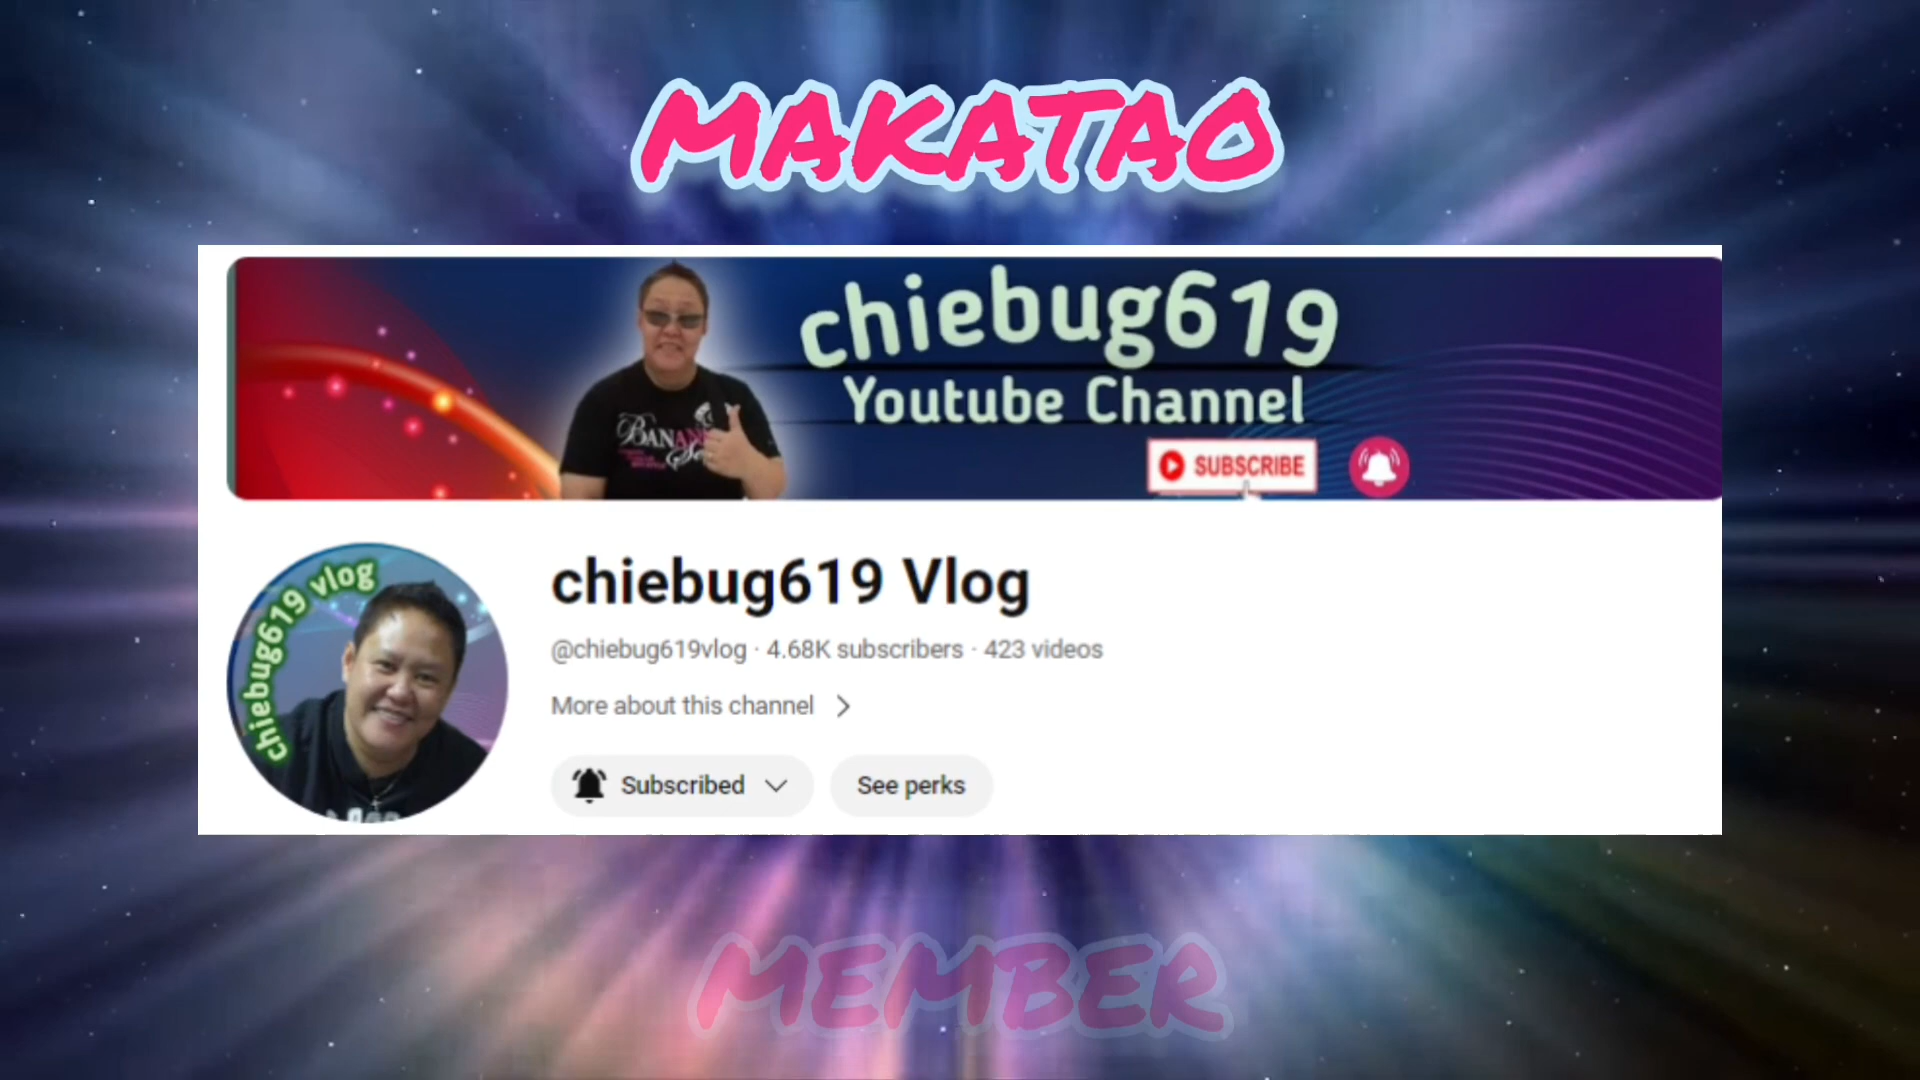 MAKATAO
chiebug619
Youtube Channel
SUBSCRIBE
chiebug619 vlog
chiebug619 Vlog
@chiebug619vlog · 4.68K subscribers · 423 videos
More about this channel >
Subscribed
See perks
MEMBER